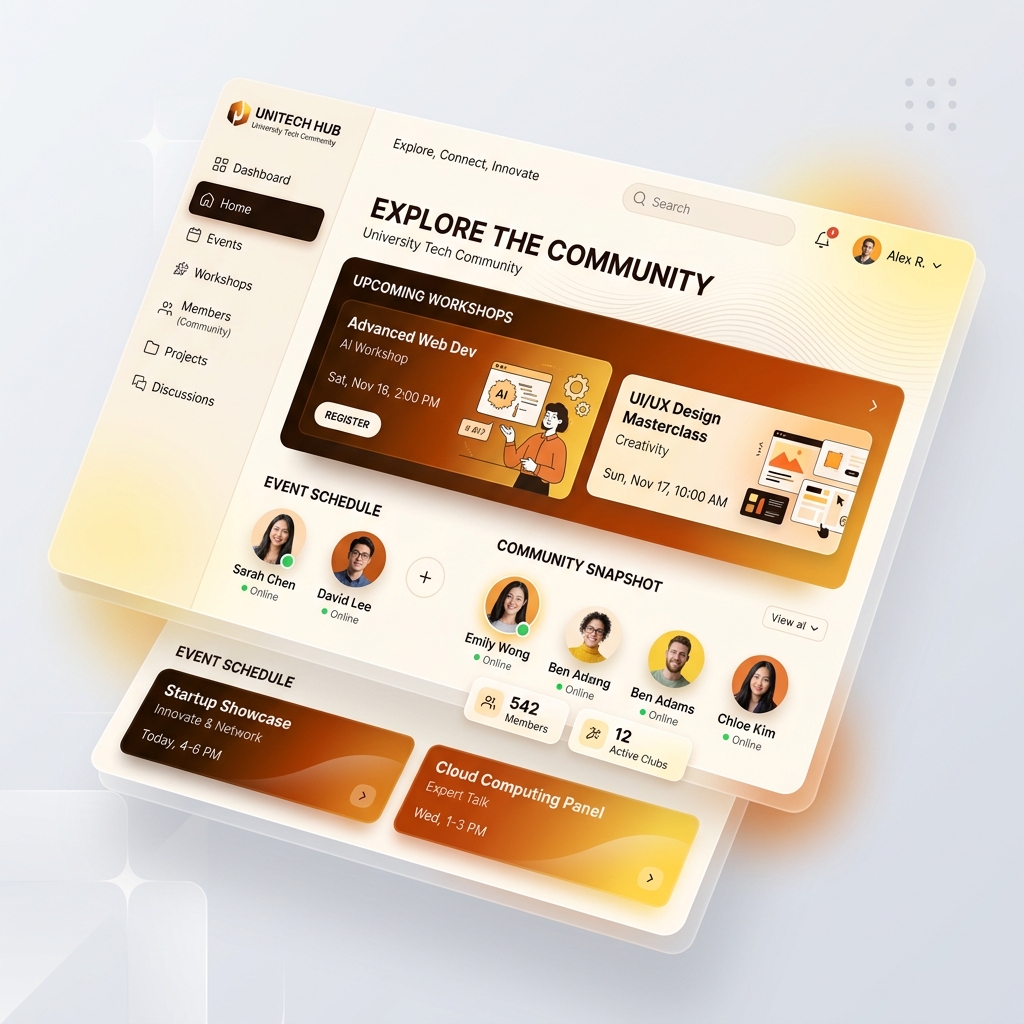 UNITECH HUB
University Tech Community
Dashboard
Home
Events
Workshops
Members
(Community)
Projects
Discussions
Explore, Connect, Innovate
Search
Alex R.
EXPLORE THE COMMUNITY
University Tech Community
UPCOMING WORKSHOPS
Advanced Web Dev
AI Workshop
Sat, Nov 16, 2:00 PM
REGISTER
AI
UI/UX Design
Masterclass
Creativity
Sun, Nov 17, 10:00 AM
EVENT SCHEDULE
Sarah Chen
Online
David Lee
Online
+
COMMUNITY SNAPSHOT
View al
Emily Wong
Online
Ben
Online
Ben Adams
Online
Chloe Kim
Online
542
Members
12
Active Clubs
EVENT SCHEDULE
Startup Showcase
Innovate & Network
Today, 4-6 PM
Cloud Computing Panel
Expert Talk
Wed, 1-3 PM